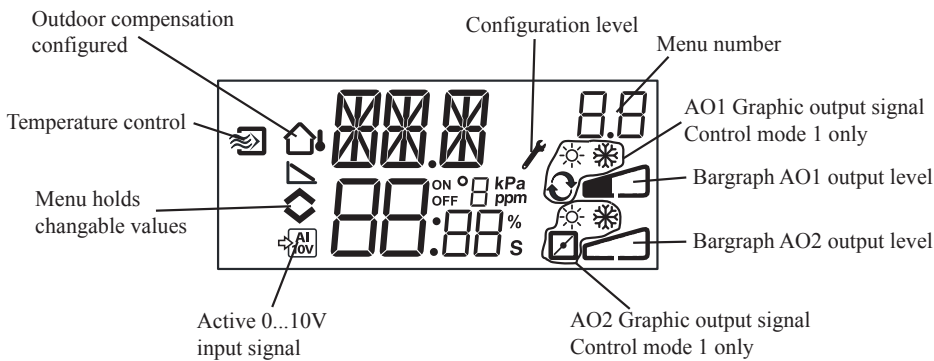 Outdoor compensation
configured
Configuration level
Menu number
Temperature control
AO1 Graphic output signal
Control mode 1 only
Menu holds
changable values
ON
OFF
kPa
ppm
%
S
AI
10V
Bargraph AO1 output level
Bargraph AO2 output level
Active 0...10V
input signal
AO2 Graphic output signal
Control mode 1 only